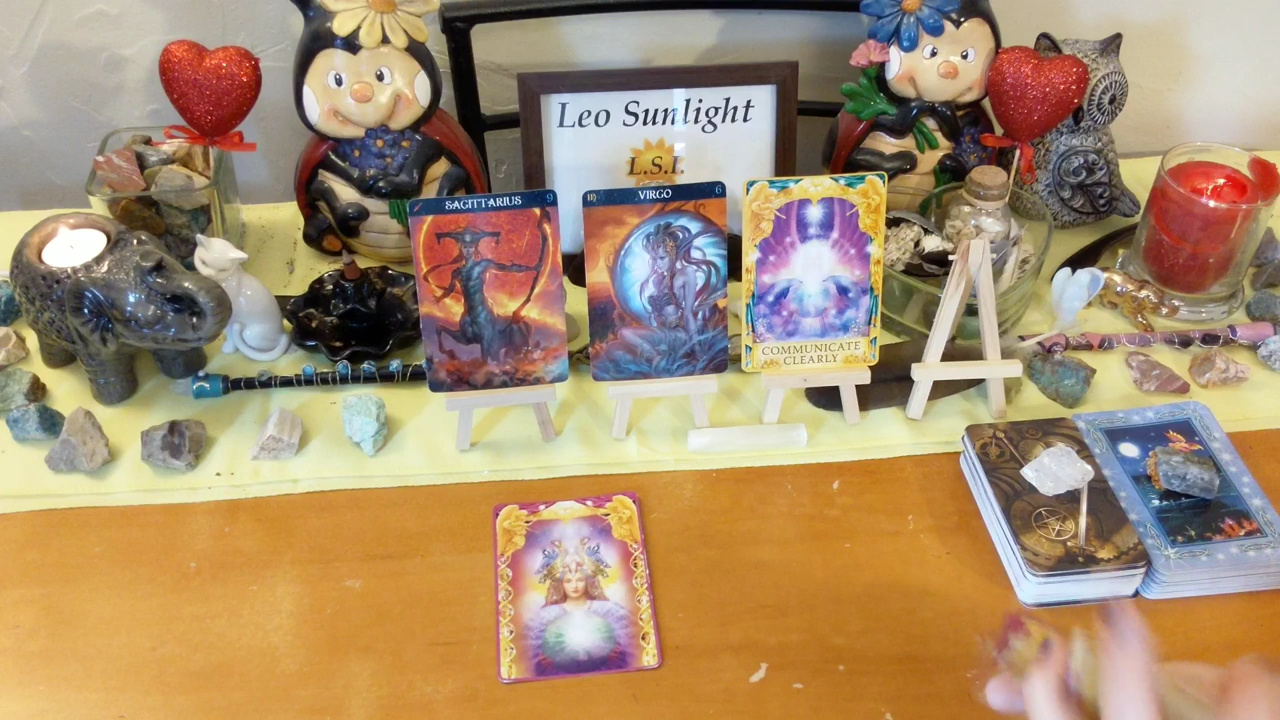 Leo Sunlight
L.S.I.
SAGITTARIUS 9
♍ VIRGO 6
COMMUNICATE
CLEARLY